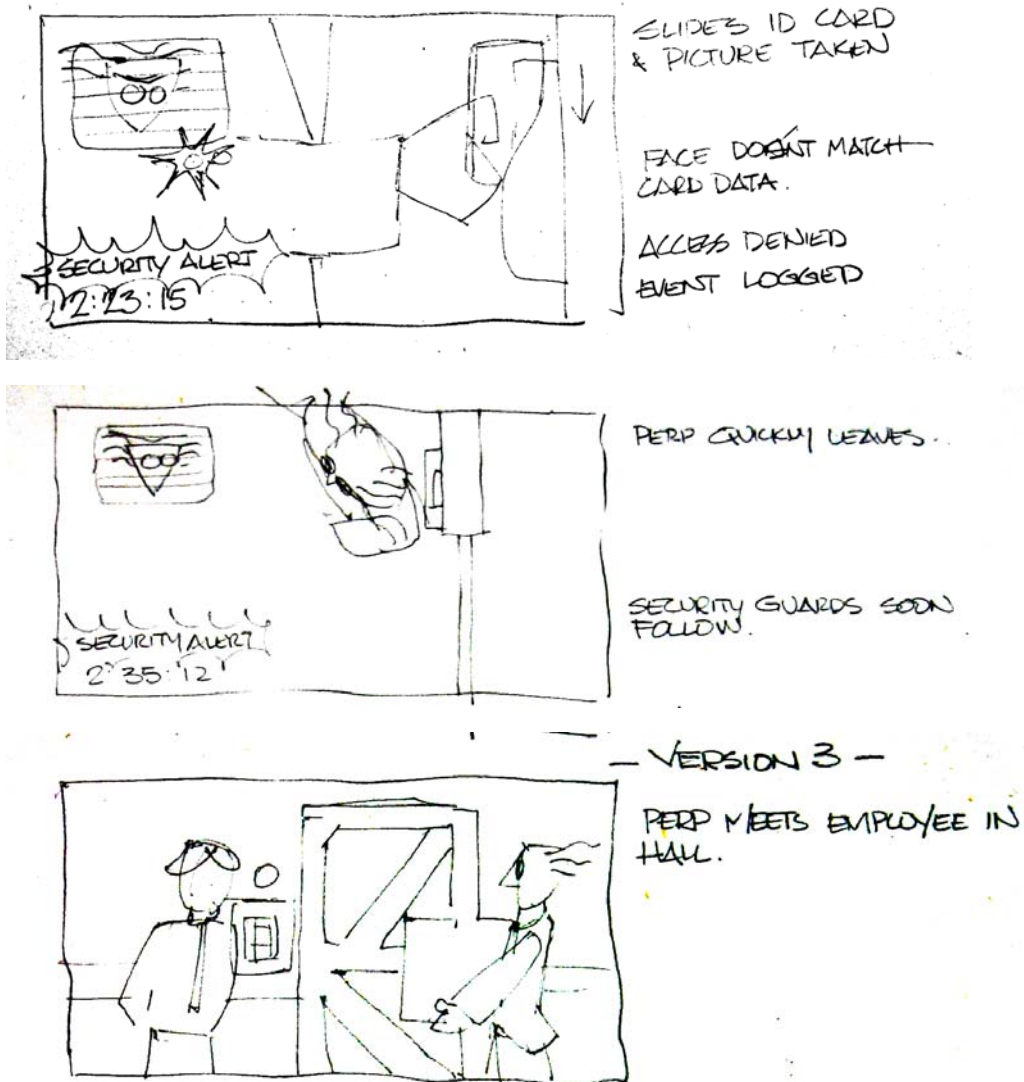 SLIDES ID CARD
& PICTURE TAKEN
FACE DOESN'T MATCH
CARD DATA.
ACCESS DENIED
EVENT LOGGED
SECURITY ALERT
2:23:15
PERP QUICKLY LEAVES..
SECURITY GUARDS SOON
FOLLOW.
SECURITY ALERT
2:35:12
— VERSION 3 —
PERP MEETS EMPLOYEE IN
HALL.